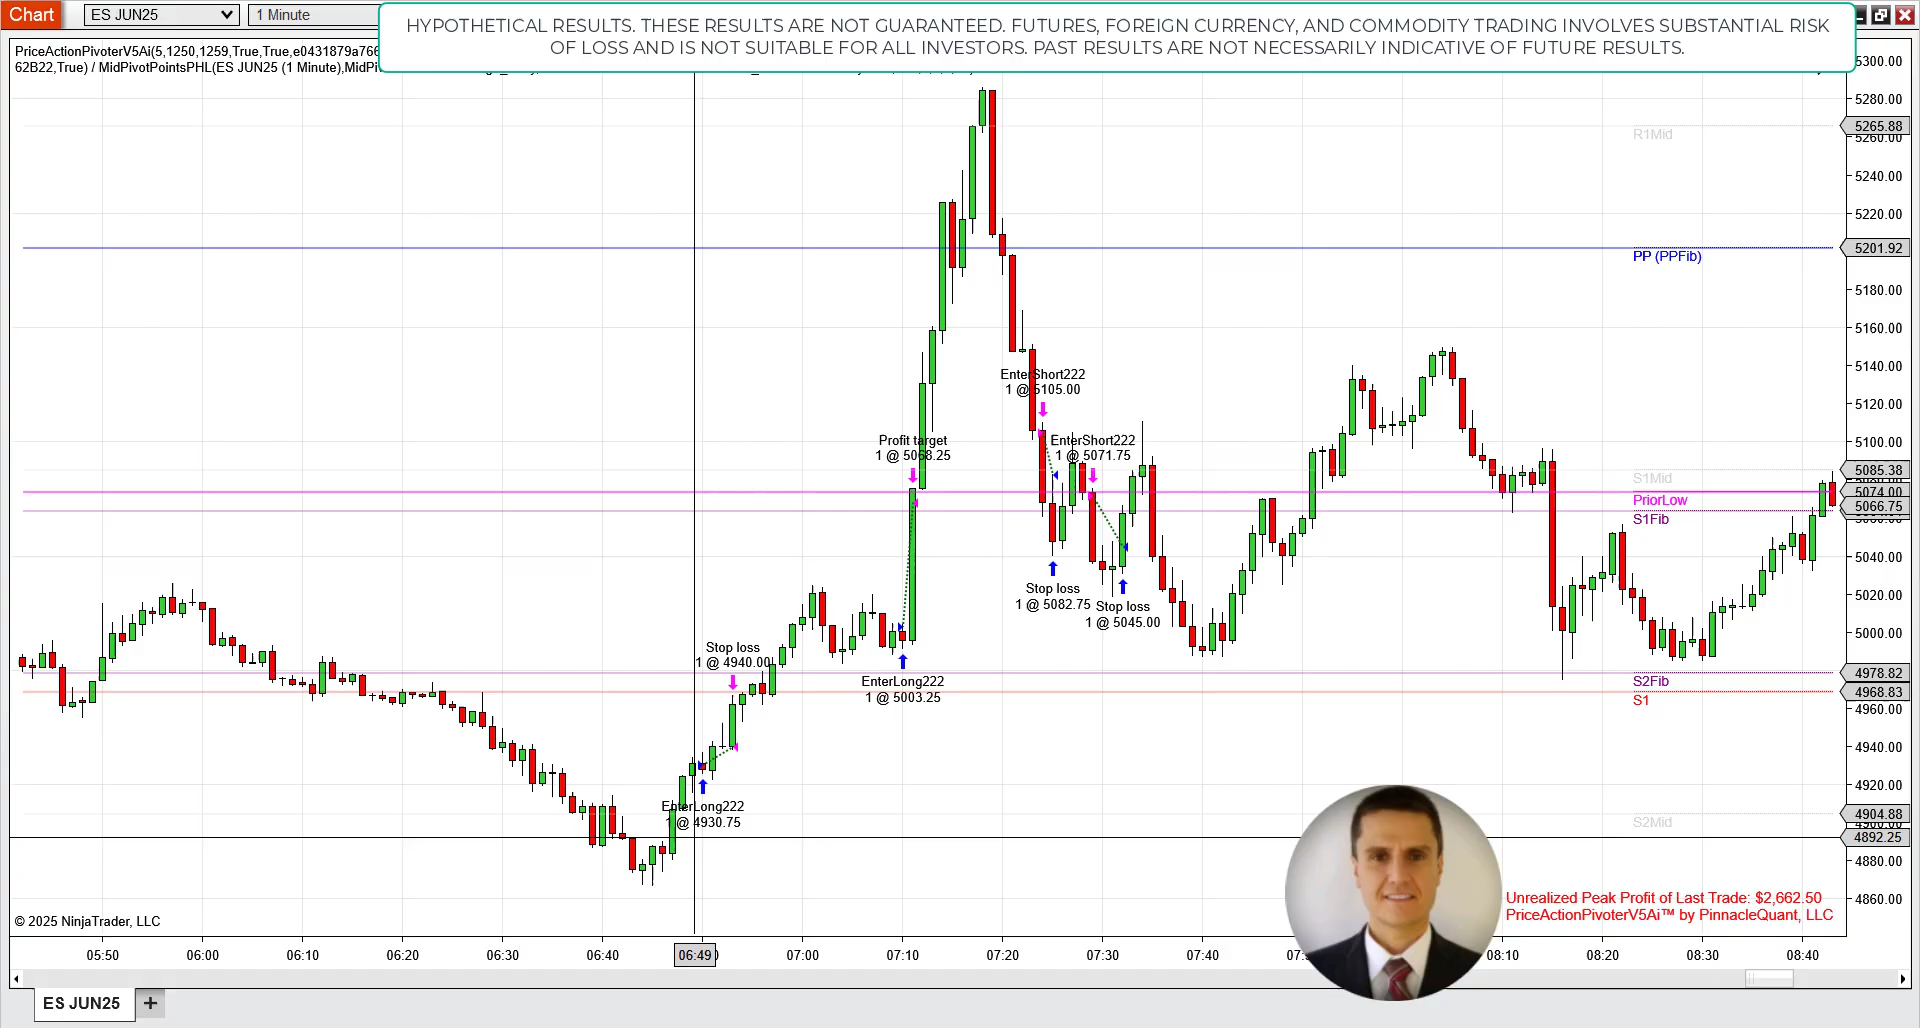 Chart
ES JUN25
1 Minute
HYPOTHETICAL RESULTS. THESE RESULTS ARE NOT GUARANTEED. FUTURES, FOREIGN CURRENCY, AND COMMODITY TRADING INVOLVES SUBSTANTIAL RISK
OF LOSS AND IS NOT SUITABLE FOR ALL INVESTORS. PAST RESULTS ARE NOT NECESSARILY INDICATIVE OF FUTURE RESULTS.
PriceActionPivoterV5Ai(5,1250,1259,True,True,e0431879a766
62B22,True) / MidPivotPointsPHL(ES JUN25 (1 Minute),MidPiv
5300.00
5280.00
5265.88
R1Mid
5260.00
5240.00
5220.00
5201.92
PP (PPFib)
5180.00
5160.00
5140.00
EnterShort222
1 @ 5105.00
5120.00
Profit target
1 @ 5068.25
EnterShort222
1 @ 5071.75
5100.00
5085.38
S1Mid
5074.00
PriorLow
5066.75
S1Fib
5060.00
5040.00
Stop loss
1 @ 5082.75
5020.00
Stop loss
1 @ 5045.00
5000.00
Stop loss
1 @ 4940.00
4978.82
S2Fib
EnterLong222
1 @ 5003.25
4968.83
S1
4960.00
4940.00
4920.00
EnterLong222
1 @ 4930.75
4904.88
S2Mid
4892.25
4880.00
4860.00
Unrealized Peak Profit of Last Trade: $2,662.50
PriceActionPivoterV5Ai™ by PinnacleQuant, LLC
© 2025 NinjaTrader, LLC
05:50 06:00 06:10 06:20 06:30 06:40 06:49 07:00 07:10 07:20 07:30 07:40 08:10 08:20 08:30 08:40
ES JUN25 +